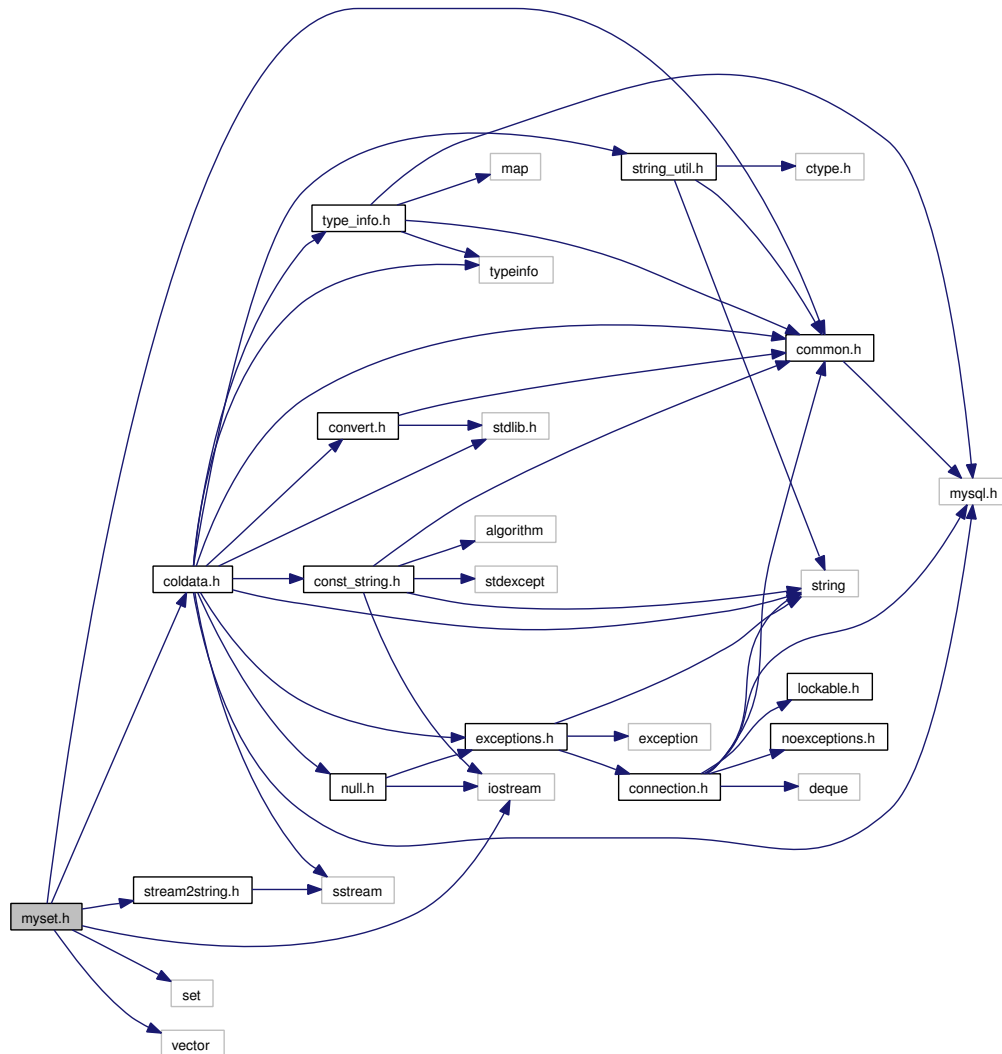 string_util.h
ctype.h
map
type_info.h
typeinfo
common.h
convert.h
stdlib.h
mysql.h
algorithm
coldata.h
const_string.h
stdexcept
string
lockable.h
exceptions.h
exception
noexceptions.h
null.h
iostream
connection.h
deque
stream2string.h
sstream
myset.h
set
vector